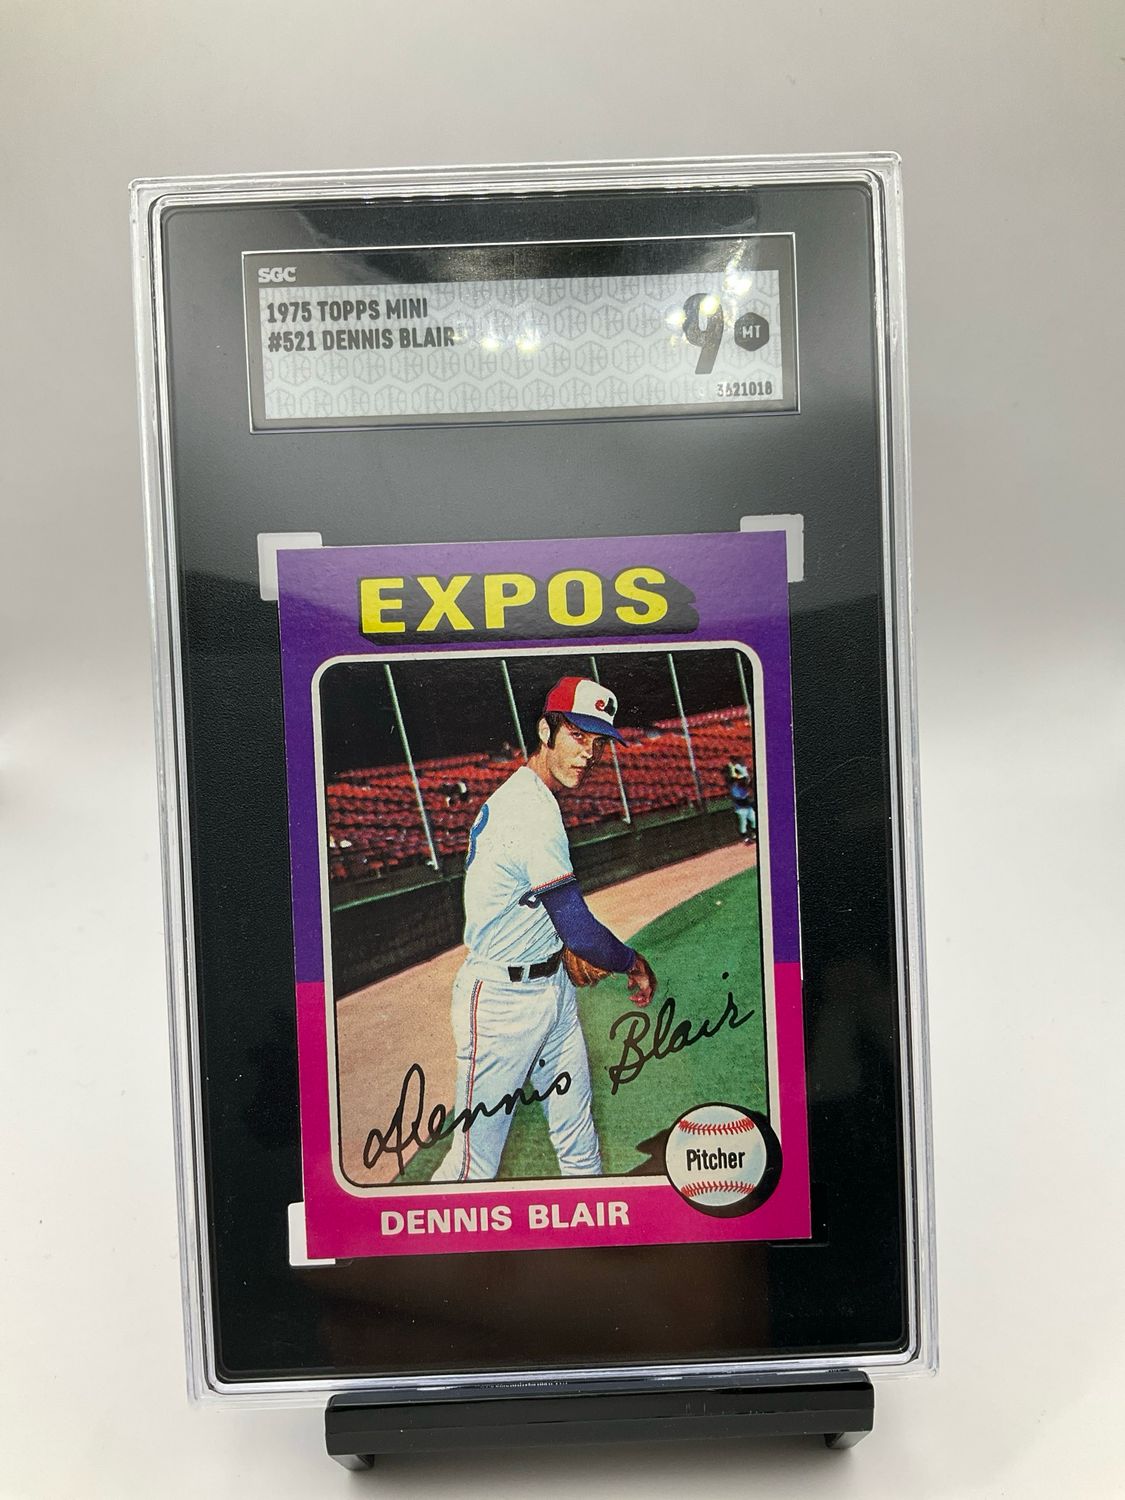 SGC
1975 TOPPS MINI
#521 DENNIS BLAIR
9 MT
3621018
EXPOS
Dennis Blair
Pitcher
DENNIS BLAIR